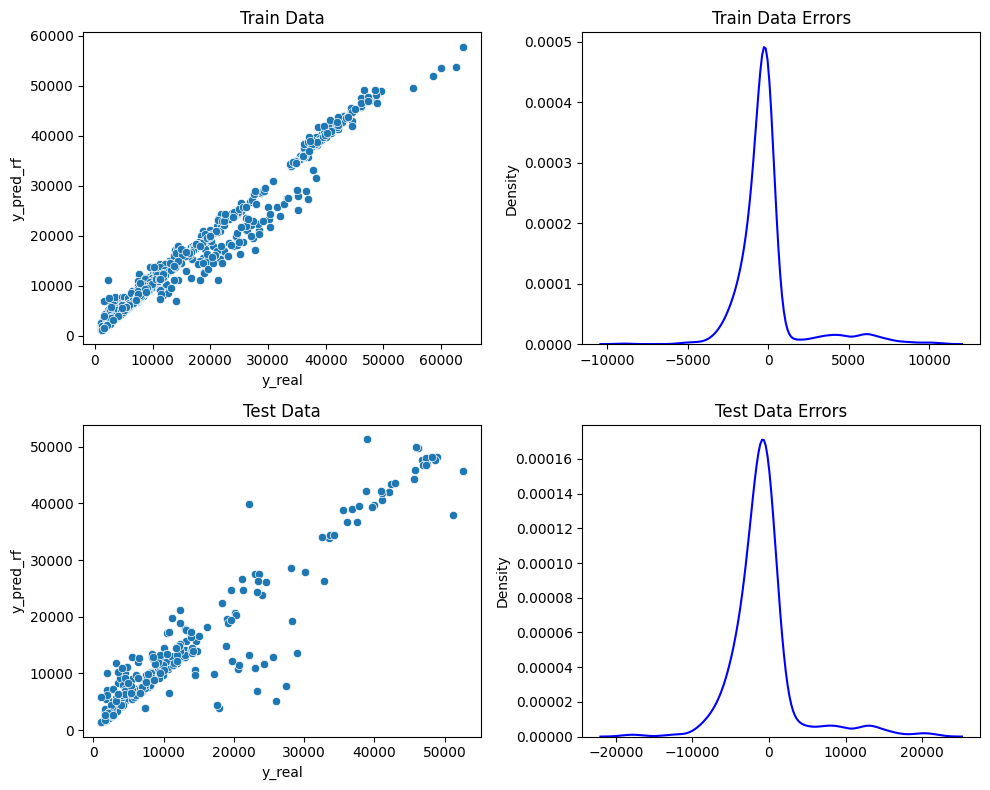 Train Data
60000
50000
40000
30000
20000
10000
0
y_pred_rf
0 10000 20000 30000 40000 50000 60000
y_real
Train Data Errors
0.0005
0.0004
0.0003
0.0002
0.0001
0.0000
Density
−10000 −5000 0 5000 10000
Test Data
50000
40000
30000
20000
10000
0
y_pred_rf
0 10000 20000 30000 40000 50000
y_real
Test Data Errors
0.00016
0.00014
0.00012
0.00010
0.00008
0.00006
0.00004
0.00002
0.00000
Density
−20000 −10000 0 10000 20000